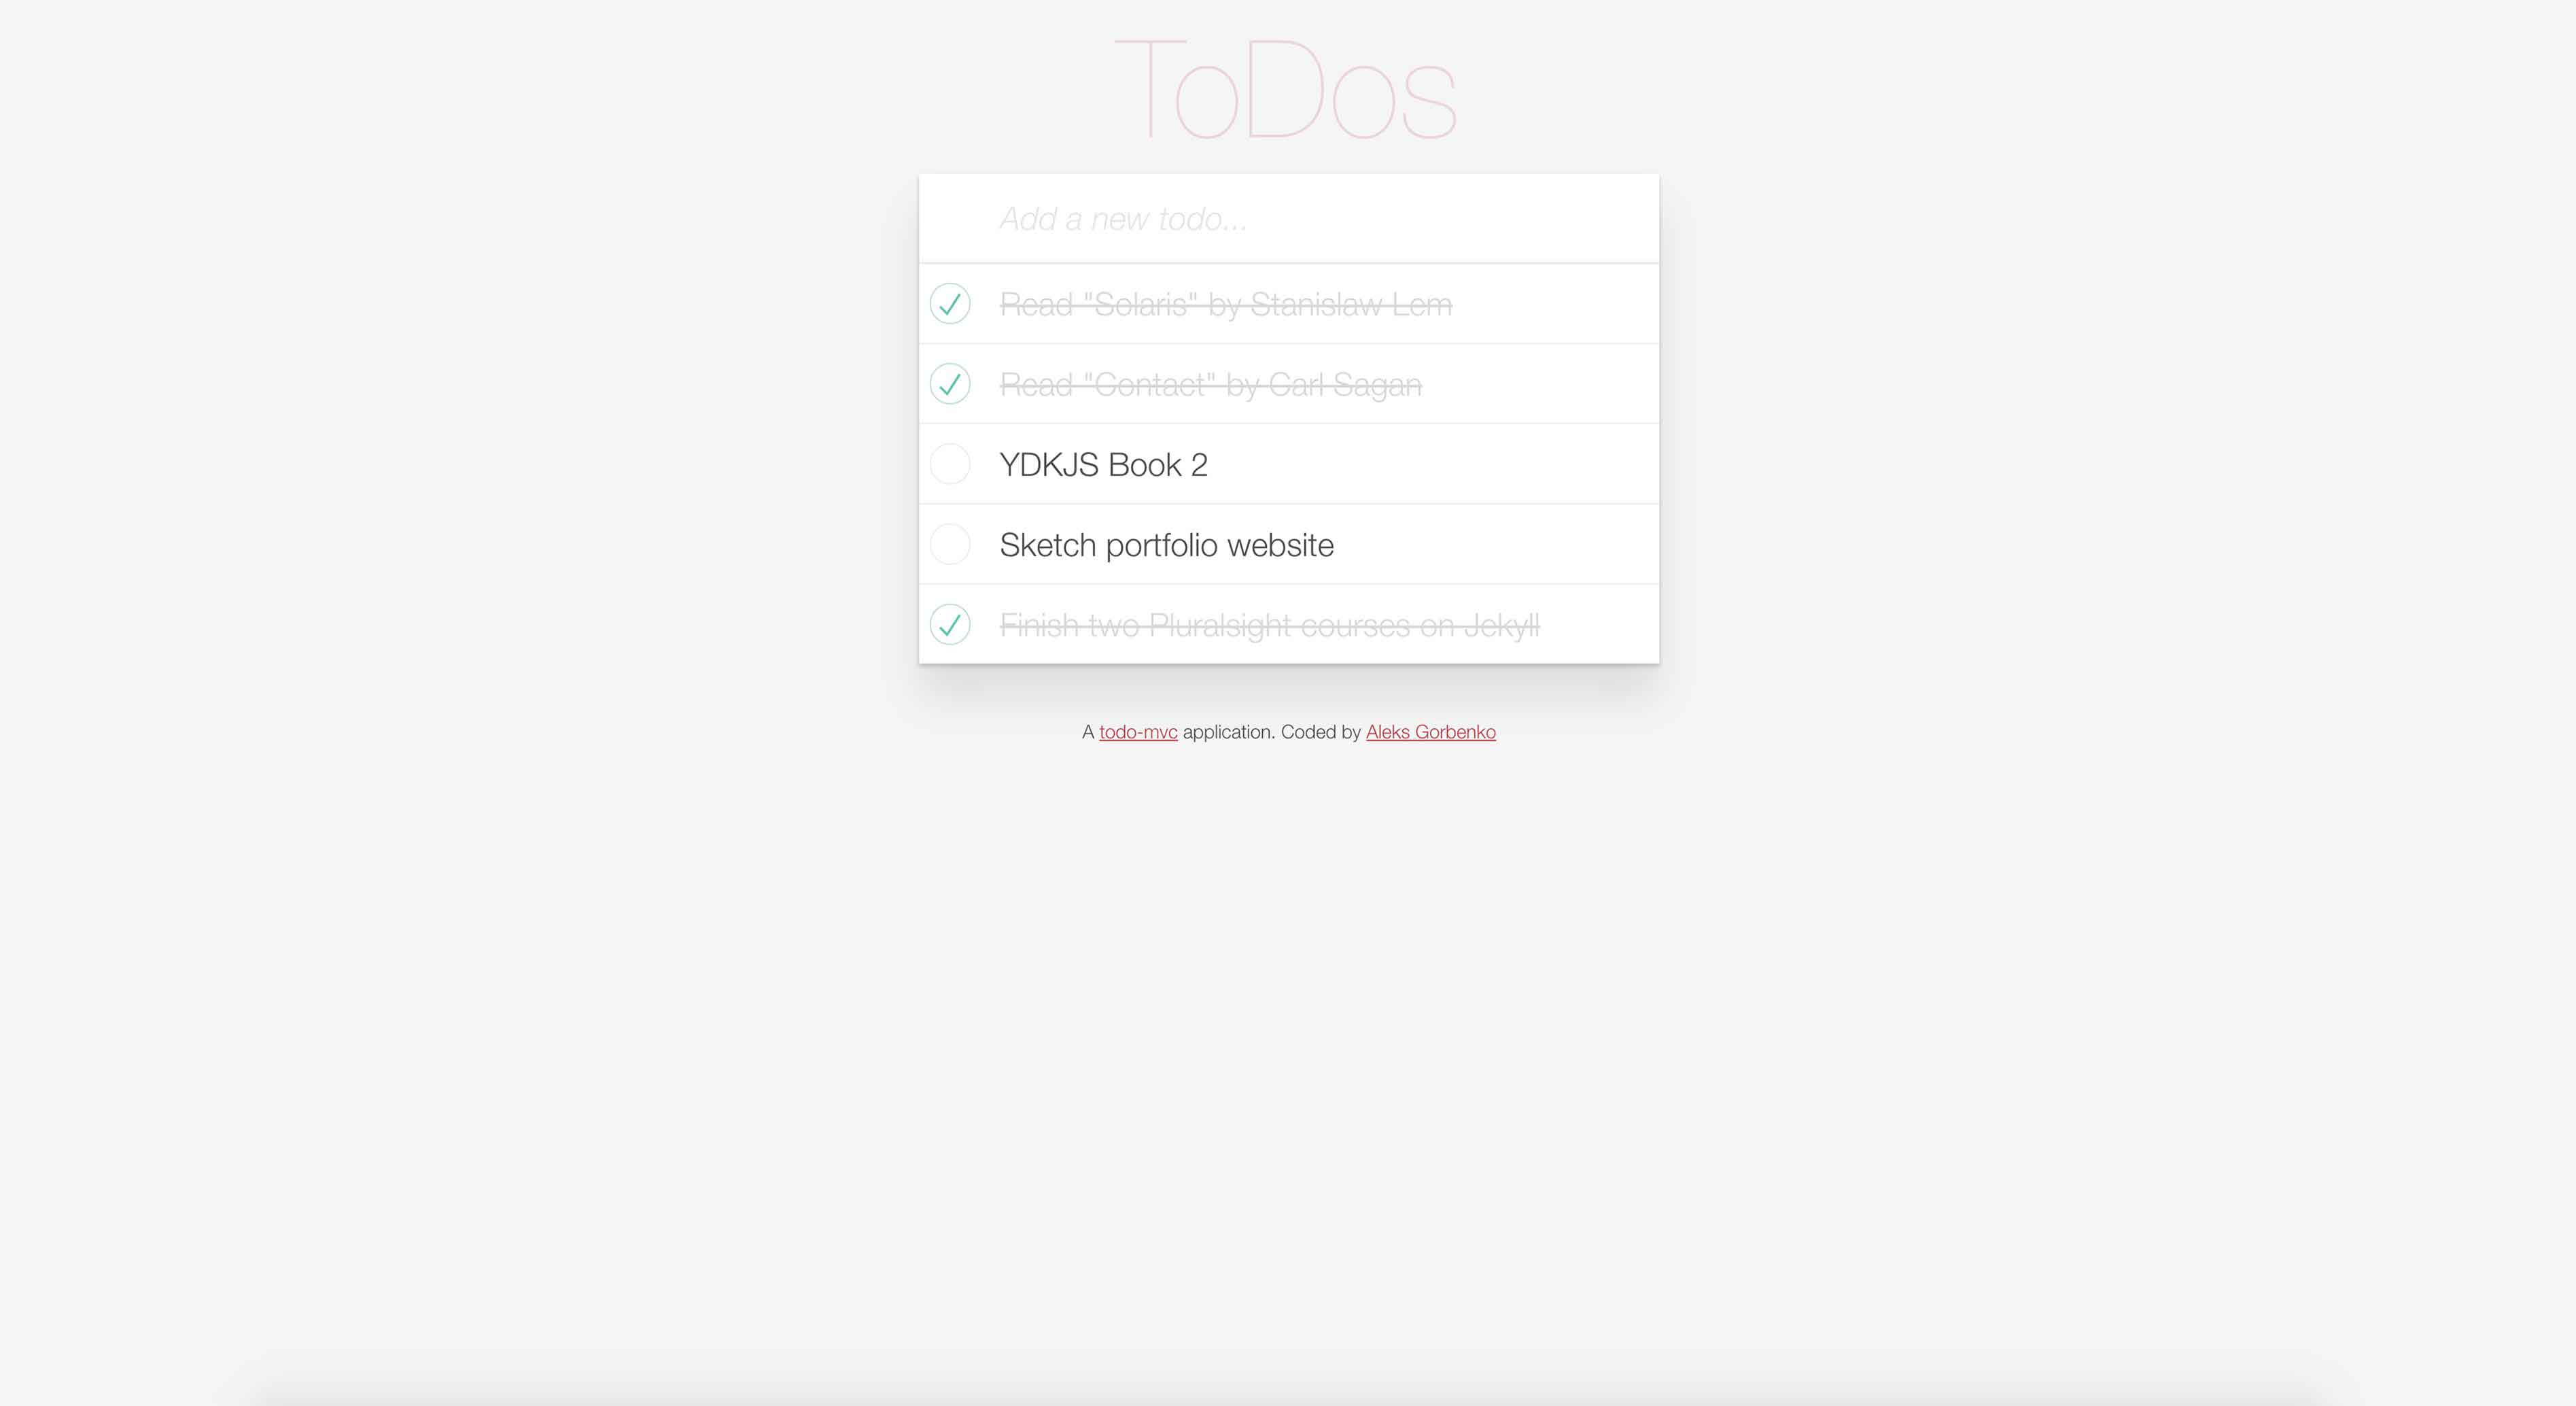 ToDos
Add a new todo...
Read "Solaris" by Stanislaw Lem
Read "Contact" by Carl Sagan
YDKJS Book 2
Sketch portfolio website
Finish two Pluralsight courses on Jekyll
A todo-mvc application. Coded by Aleks Gorbenko